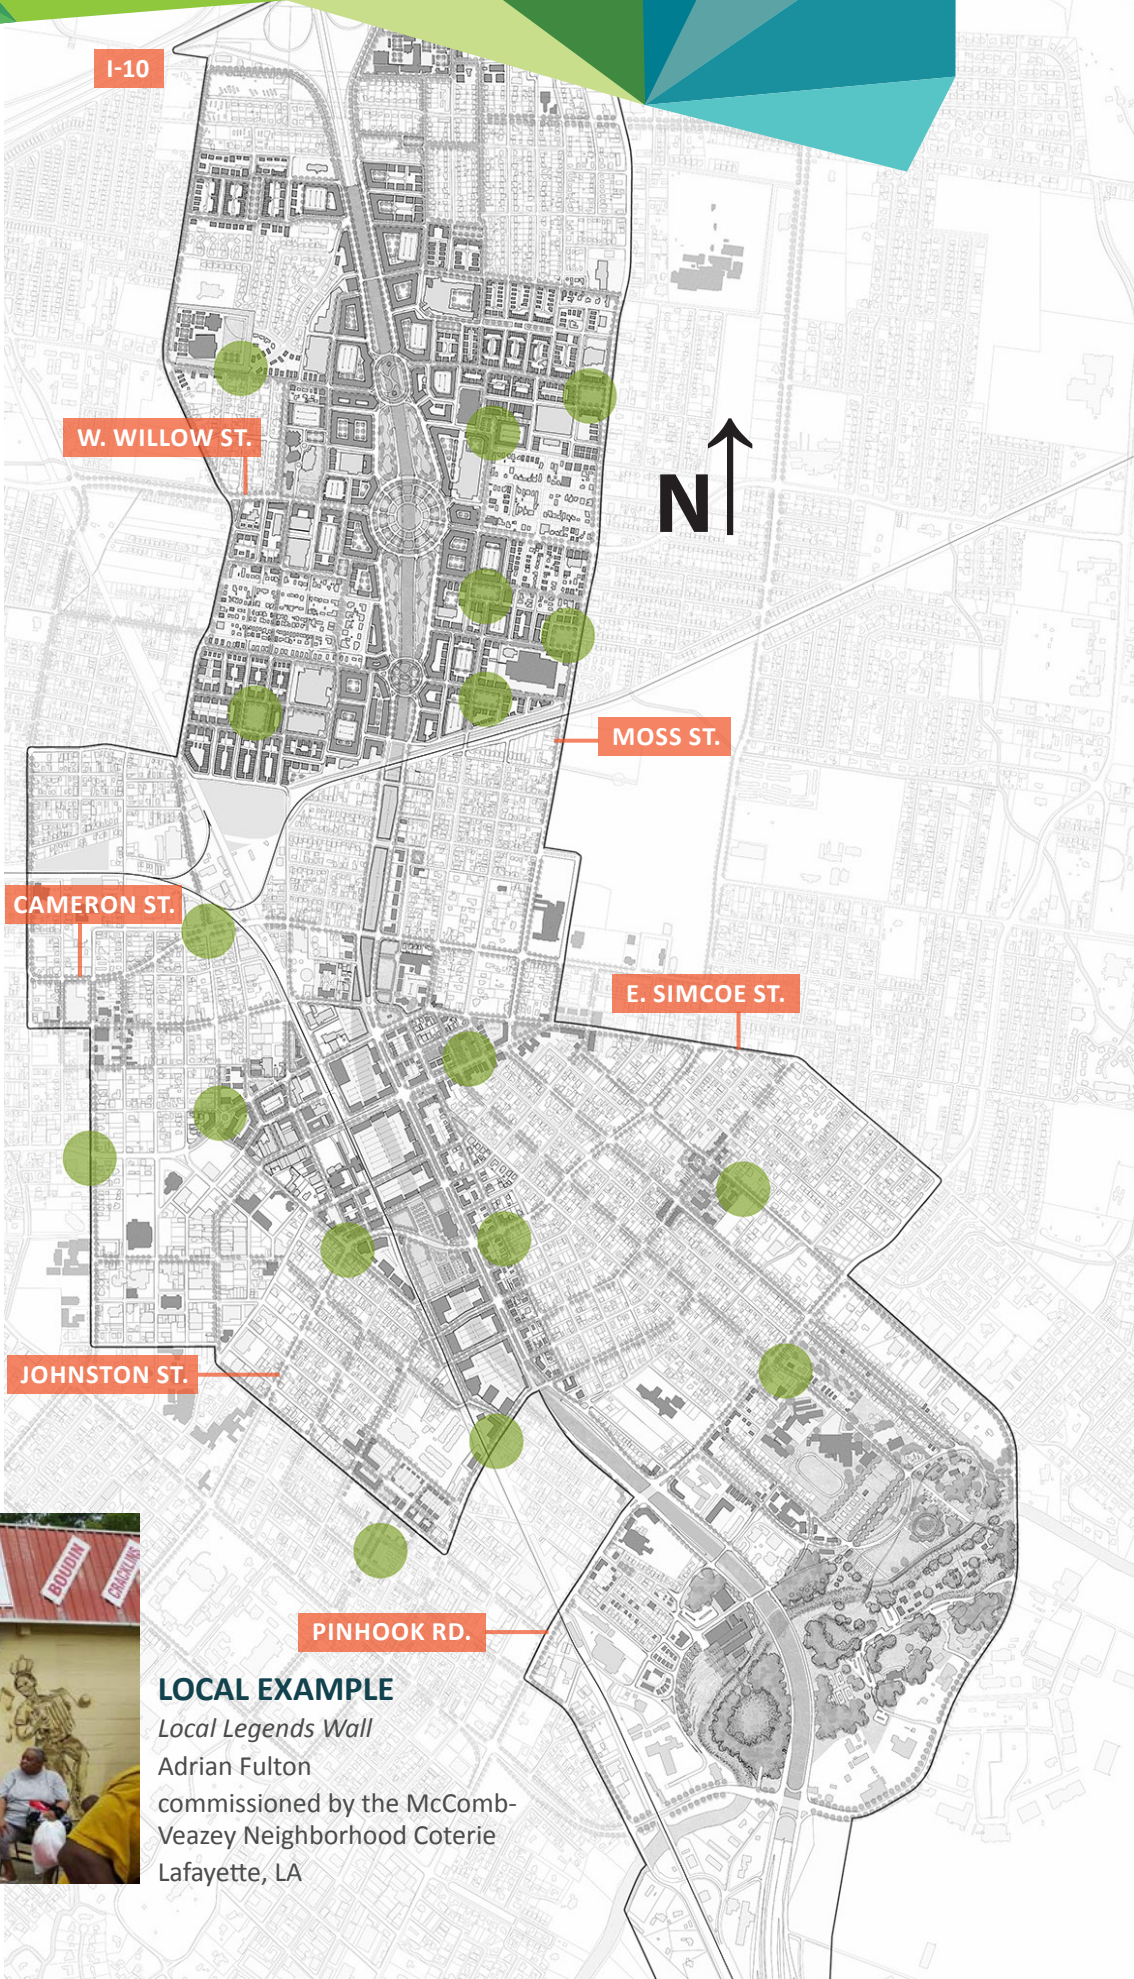 I-10
W. WILLOW ST.
N
MOSS ST.
CAMERON ST.
E. SIMCOE ST.
JOHNSTON ST.
BOUDIN
CRACKLINS
PINHOOK RD.
LOCAL EXAMPLE
Local Legends Wall
Adrian Fulton
commissioned by the McComb-
Veazey Neighborhood Coterie
Lafayette, LA